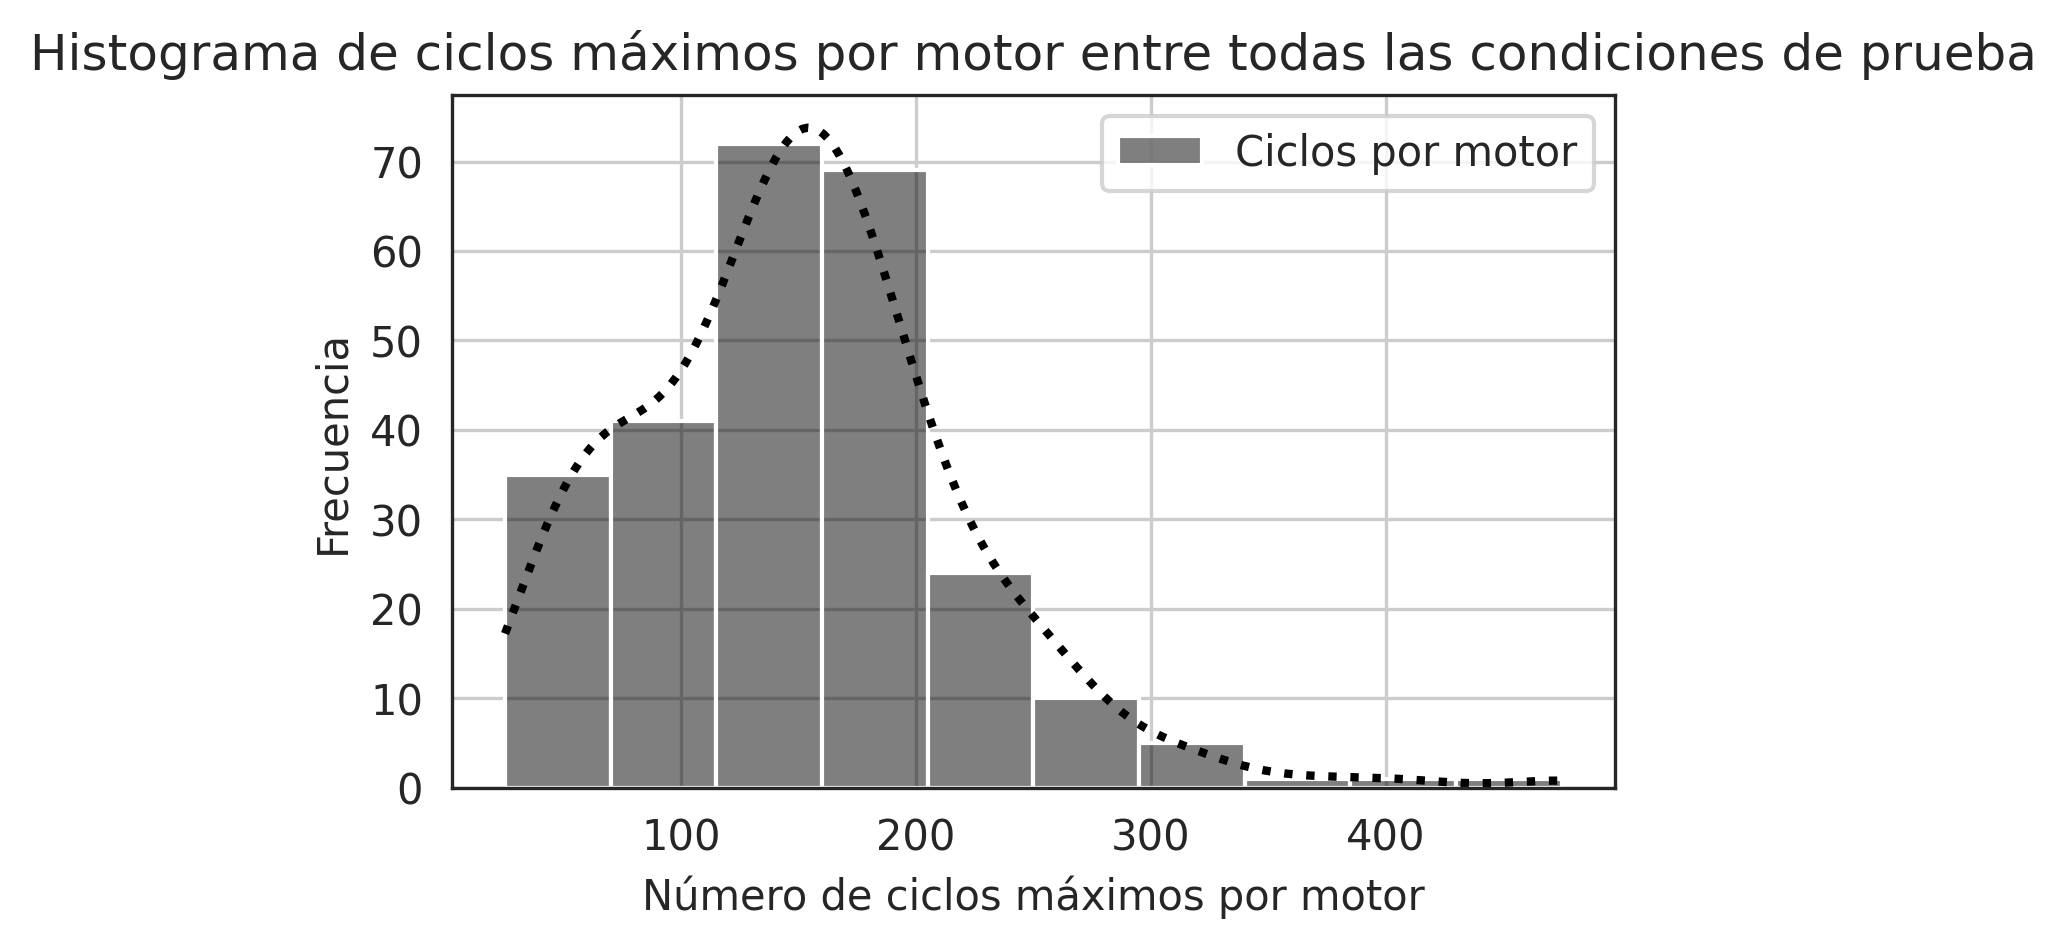 Histograma de ciclos máximos por motor entre todas las condiciones de prueba
Ciclos por motor
Frecuencia
70
60
50
40
30
20
10
0
100 200 300 400
Número de ciclos máximos por motor